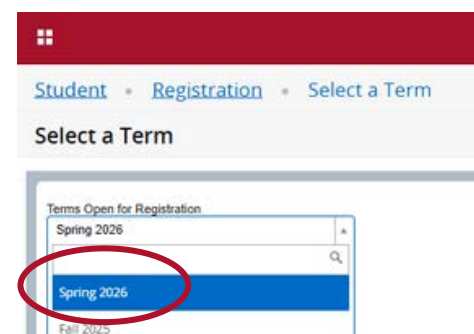 Student • Registration • Select a Term
Select a Term
Terms Open for Registration
Spring 2026
Spring 2026
Fall 2025